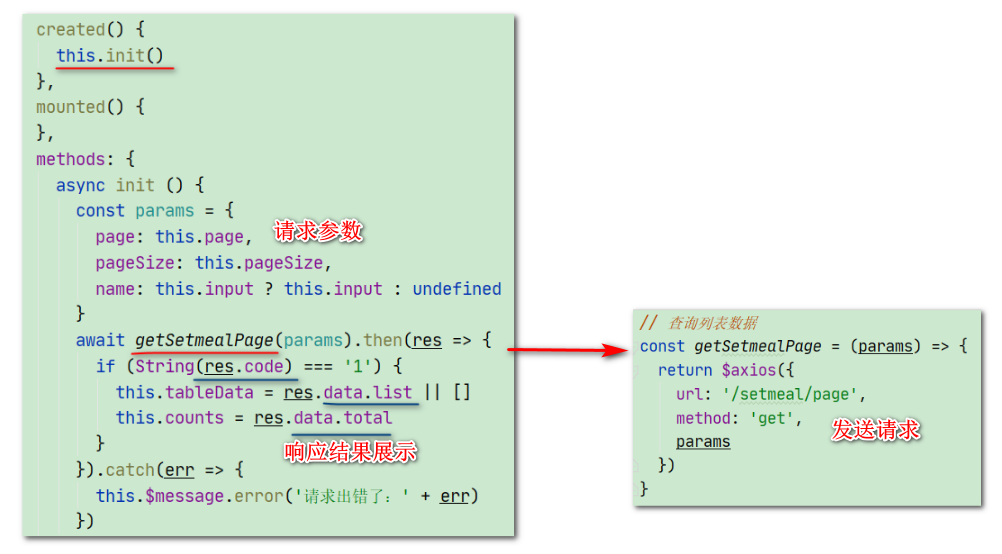 created() {
this.init()
},
mounted() {
},
methods: {
async init () {
const params = {
page: this.page,
请求参数
pageSize: this.pageSize,
name: this.input ? this.input : undefined
}
await getSetmealPage(params).then(res => {
if (String(res.code) === '1') {
this.tableData = res.data.list || []
this.counts = res.data.total
}
响应结果展示
}).catch(err => {
this.$message.error('请求出错了：' + err)
})
// 查询列表数据
const getSetmealPage = (params) => {
return $axios({
url: '/setmeal/page',
method: 'get',
发送请求
params
})
}